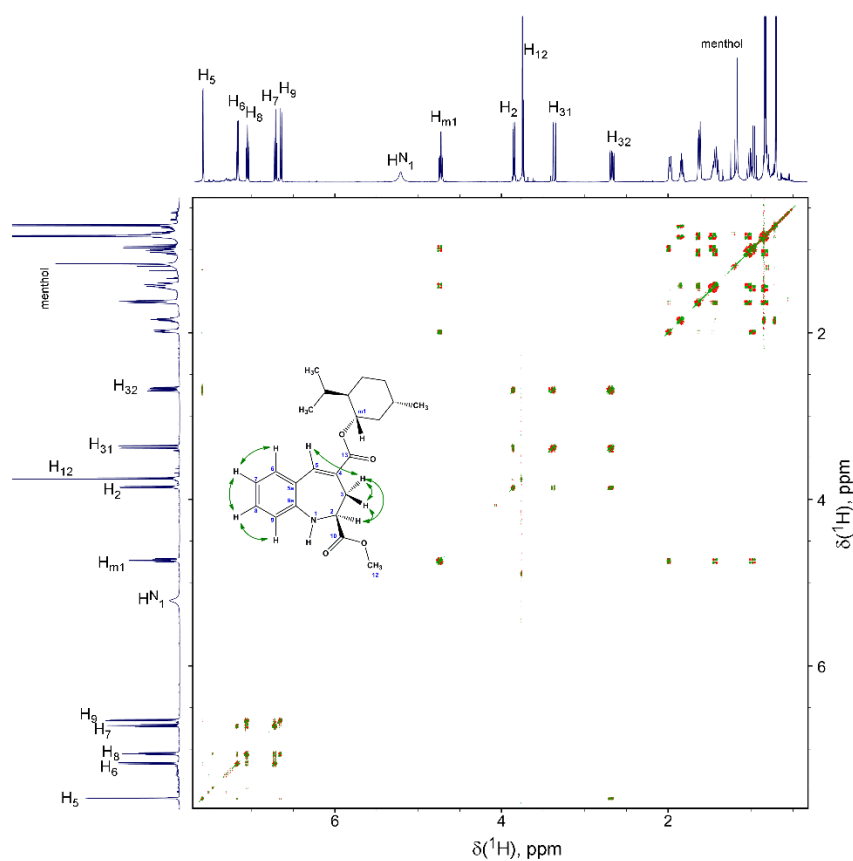 H₅
H₆
H₈
H₇
H₉
Hᴺ₁
Hm1
H₂
H₁₂
H₃₁
H₃₂
menthol
menthol
H₃₂
H₃₁
H₁₂
H₂
Hm1
Hᴺ₁
H₉
H₇
H₈
H₆
H₅
2
4
6
δ(¹H), ppm
6
4
2
δ(¹H), ppm
CH₃
H₃C
CH₃
m1
O
H
H
H
13
O
5
4
H
6
H
7
5a
3
H
8
9a
H
9
N
1
2
H
H
H
10
O
O
CH₃
12